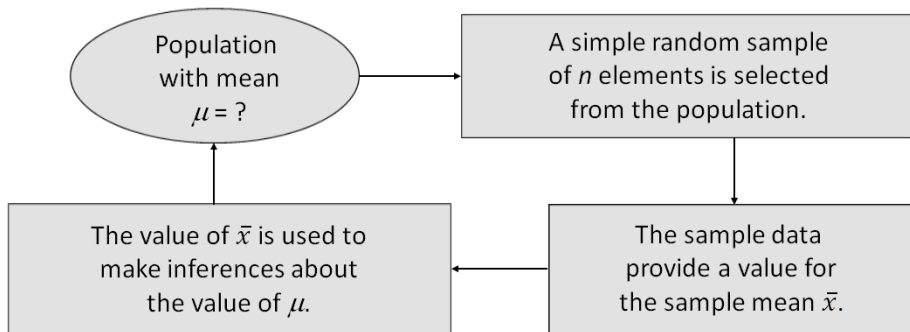 Population
with mean
μ = ?
A simple random sample
of n elements is selected
from the population.
The sample data
provide a value for
the sample mean x̄.
The value of x̄ is used to
make inferences about
the value of μ.